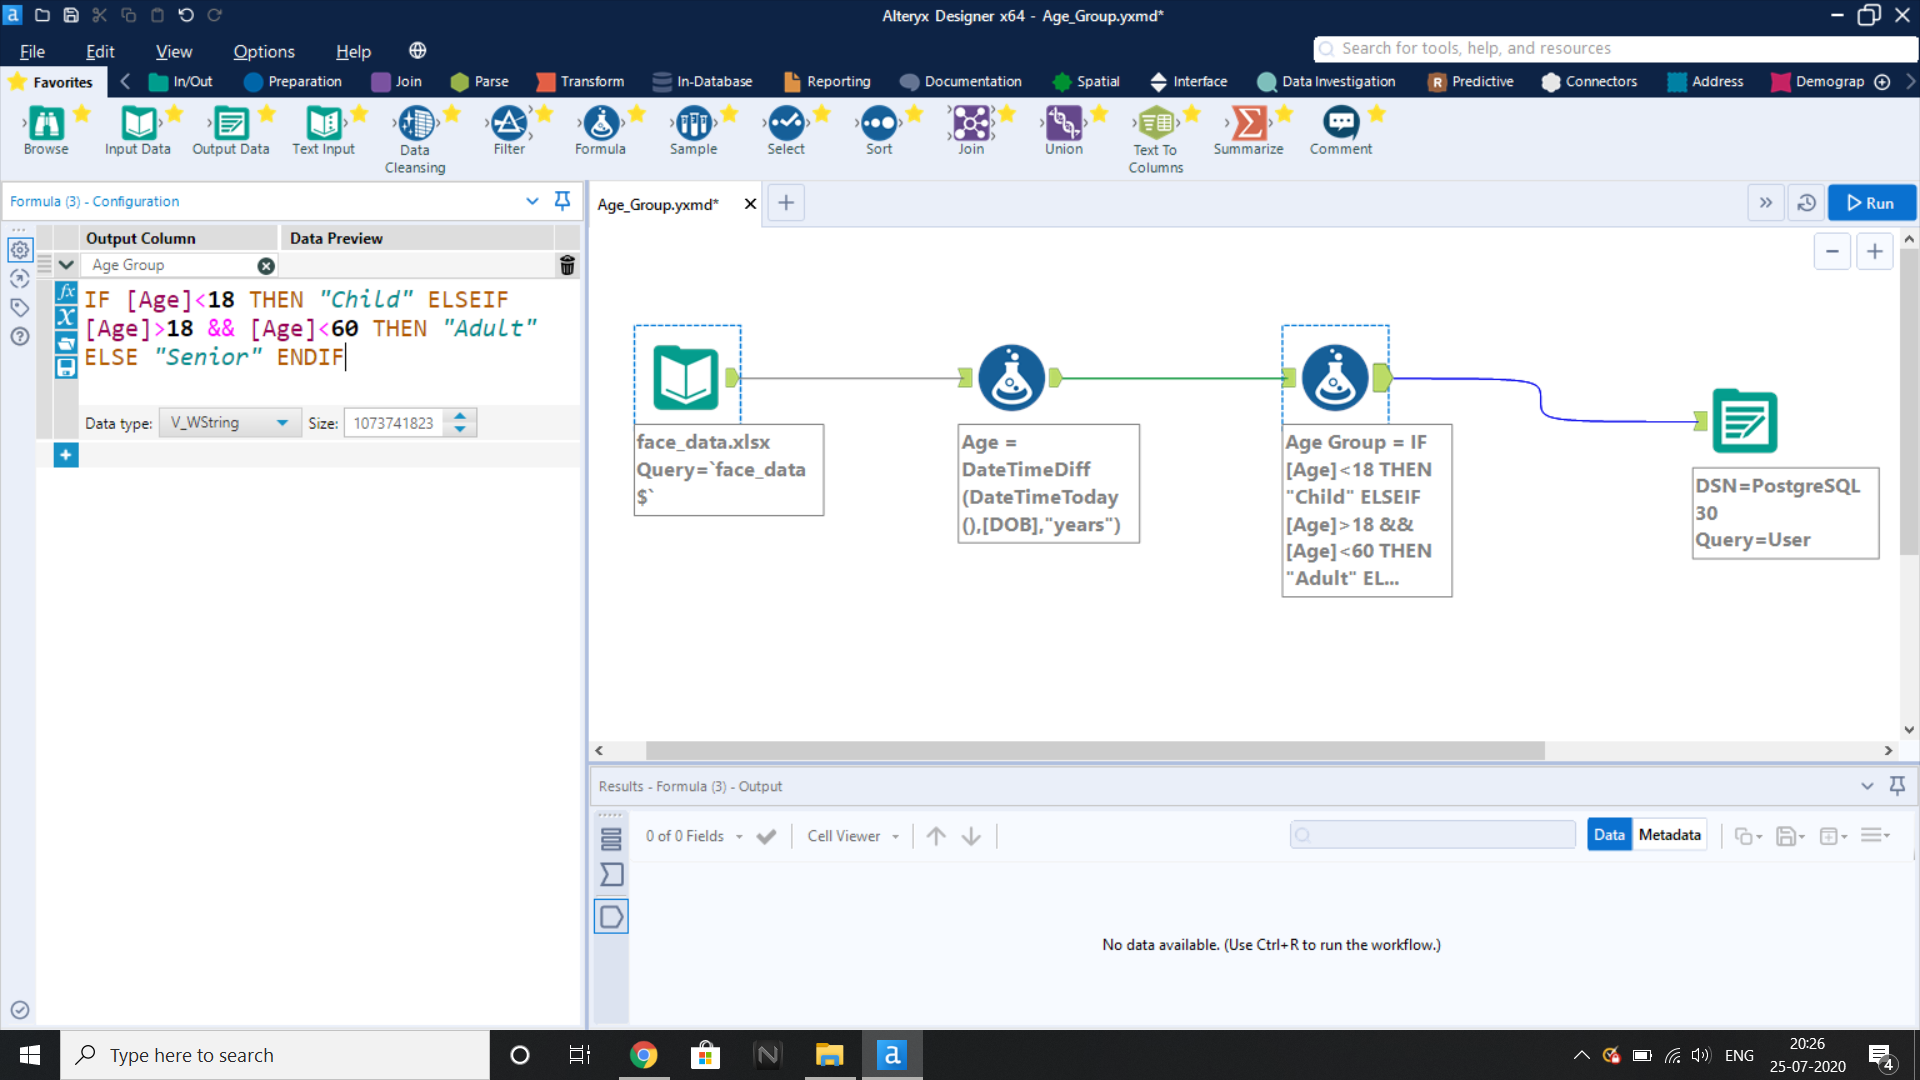 Alteryx Designer x64 - Age_Group.yxmd*
File Edit View Options Help
Search for tools, help, and resources
Favorites In/Out Preparation Join Parse Transform In-Database Reporting Documentation Spatial Interface Data Investigation Predictive Connectors Address Demograp
Browse Input Data Output Data Text Input Data Cleansing Filter Formula Sample Select Sort Join Union Text To Columns Summarize Comment
Formula (3) - Configuration
Output Column Data Preview
Age Group
IF [Age]<18 THEN "Child" ELSEIF
[Age]>18 && [Age]<60 THEN "Adult"
ELSE "Senior" ENDIF
Data type: V_WString Size: 1073741823
Age_Group.yxmd*
Run
face_data.xlsx
Query=`face_data
$`
Age =
DateTimeDiff
(DateTimeToday
(),[DOB],"years")
Age Group = IF
[Age]<18 THEN
"Child" ELSEIF
[Age]>18 &&
[Age]<60 THEN
"Adult" EL...
DSN=PostgreSQL
30
Query=User
Results - Formula (3) - Output
0 of 0 Fields Cell Viewer Data Metadata
No data available. (Use Ctrl+R to run the workflow.)
Type here to search
ENG
20:26
25-07-2020
4